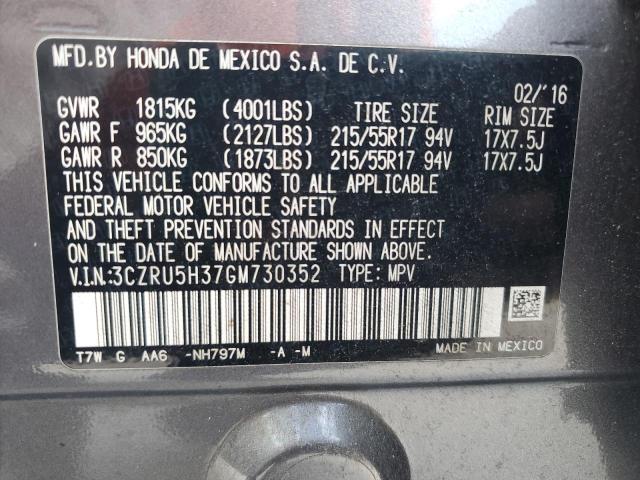 MFD.BY HONDA DE MEXICO S.A. DE C.V.
02/'16
GVWR 1815KG (4001LBS) TIRE SIZE RIM SIZE
GAWR F 965KG (2127LBS) 215/55R17 94V 17X7.5J
GAWR R 850KG (1873LBS) 215/55R17 94V 17X7.5J
THIS VEHICLE CONFORMS TO ALL APPLICABLE
FEDERAL MOTOR VEHICLE SAFETY
AND THEFT PREVENTION STANDARDS IN EFFECT
ON THE DATE OF MANUFACTURE SHOWN ABOVE.
V.I.N:3CZRU5H37GM730352 TYPE: MPV
T7W G AA6 -NH797M -A -M MADE IN MEXICO